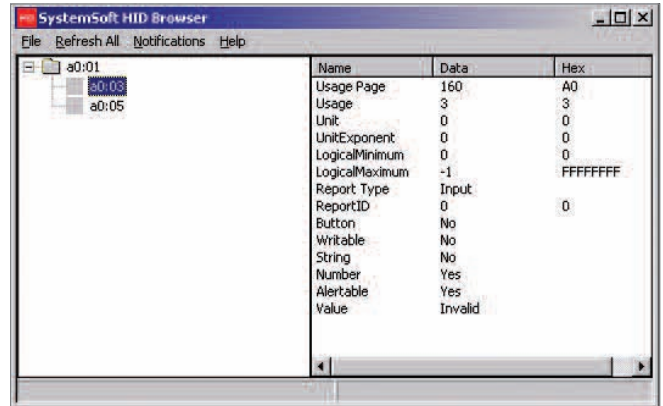 HID SystemSoft HID Browser
File Refresh All Notifications Help
a0:01
a0:03
a0:05
Name Data Hex
Usage Page 160 A0
Usage 3 3
Unit 0 0
UnitExponent 0 0
LogicalMinimum 0 0
LogicalMaximum -1 FFFFFFFF
Report Type Input
ReportID 0 0
Button No
Writable No
String No
Number Yes
Alertable Yes
Value Invalid